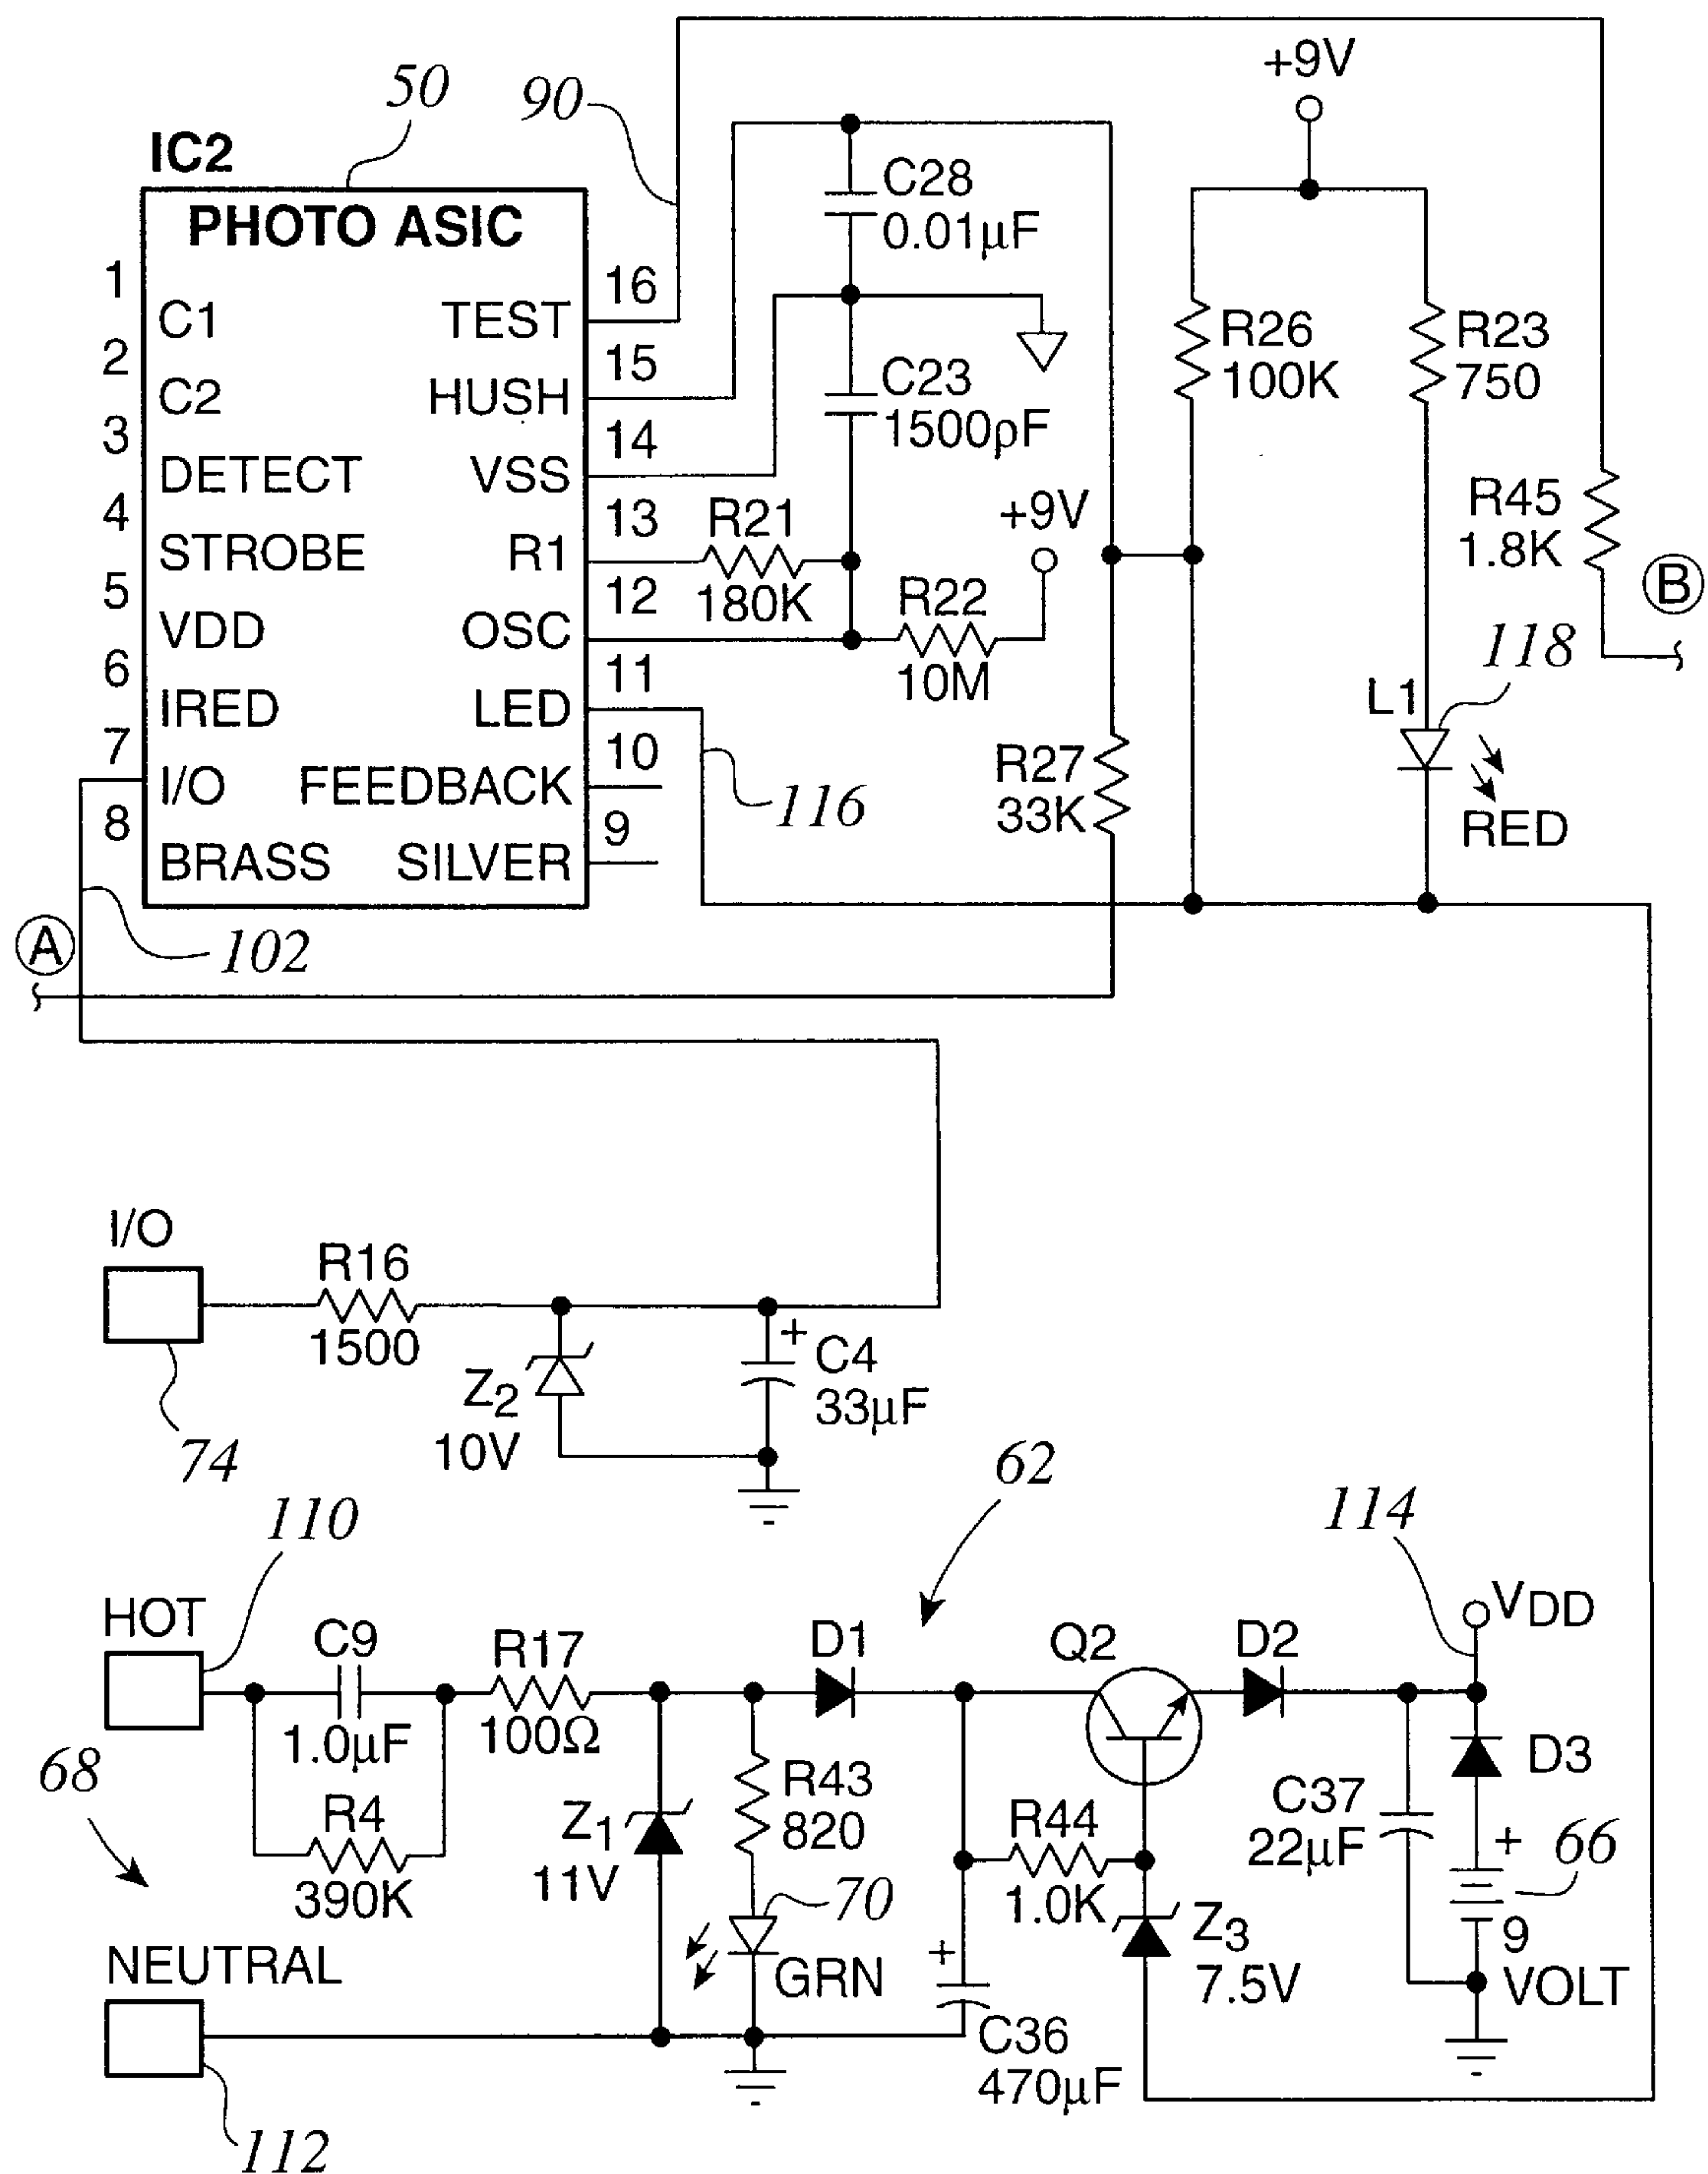 50
90
+9V
IC2
PHOTO ASIC
1
C1
2
C2
3
DETECT
4
STROBE
5
VDD
6
IRED
7
I/O
8
BRASS
16
TEST
15
HUSH
14
VSS
13
R1
12
OSC
11
LED
10
FEEDBACK
9
SILVER
C28
0.01µF
C23
1500pF
R21
180K
+9V
R22
10M
R26
100K
R23
750
R45
1.8K
B
118
L1
RED
R27
33K
116
A
102
I/O
R16
1500
74
Z2
10V
+
C4
33µF
62
110
114
HOT
C9
1.0µF
R17
100Ω
D1
Q2
D2
VDD
68
R4
390K
Z1
11V
R43
820
70
GRN
R44
1.0K
Z3
7.5V
C37
22µF
D3
+
66
9
VOLT
NEUTRAL
112
+
C36
470µF